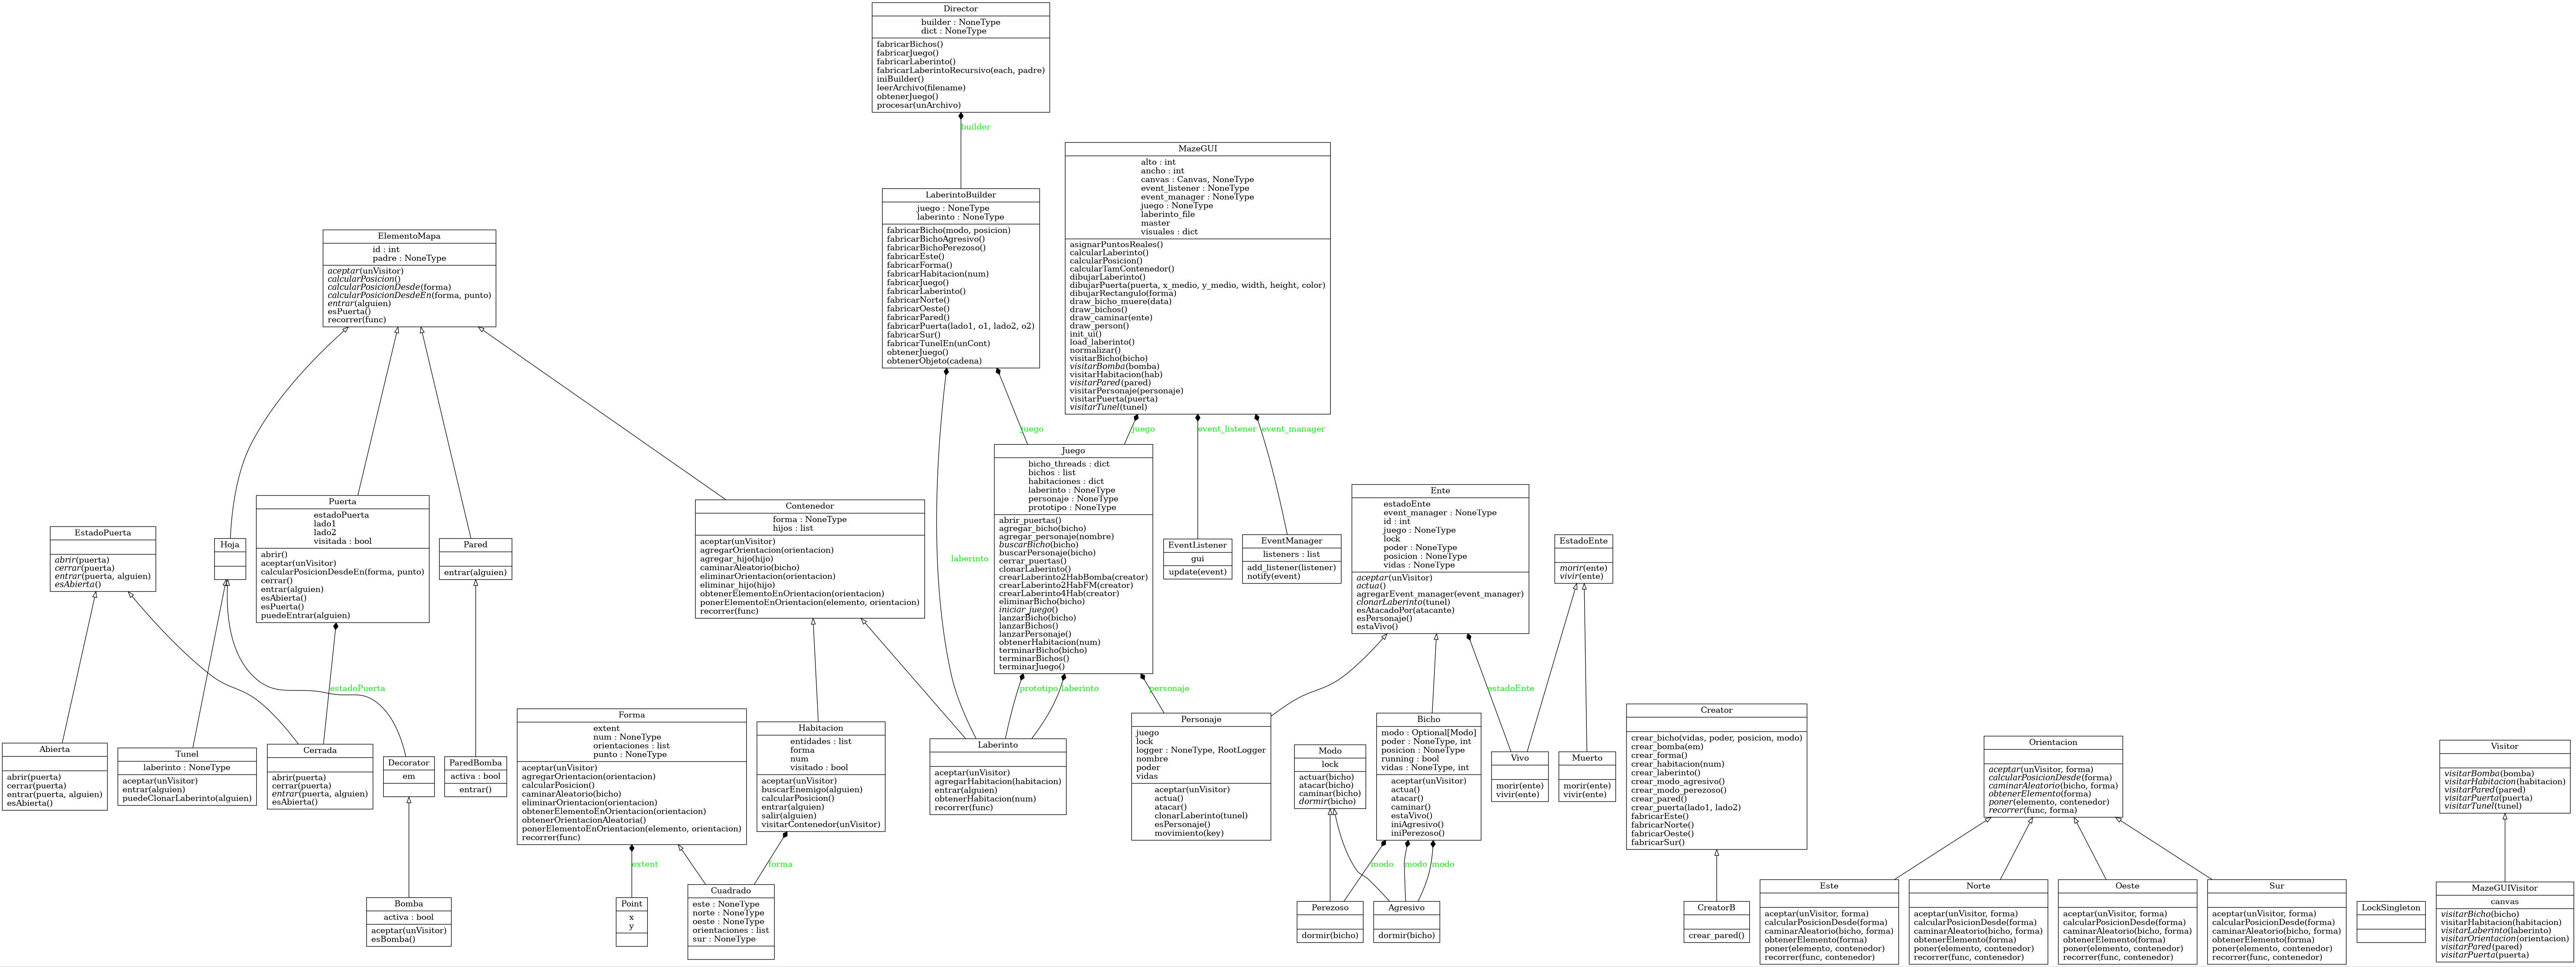 Director
builder : NoneType
dict : NoneType
fabricarBichos()
fabricarJuego()
fabricarLaberinto()
fabricarLaberintoRecursivo(each, padre)
iniBuilder()
leerArchivo(filename)
obtenerJuego()
procesar(unArchivo)
builder
MazeGUI
alto : int
ancho : int
canvas : Canvas, NoneType
event_listener : NoneType
event_manager : NoneType
juego : NoneType
laberinto_file
master
visuales : dict
asignarPuntosReales()
calcularLaberinto()
calcularPosicion()
calcularTamContenedor()
dibujarLaberinto()
dibujarPuerta(puerta, x_medio, y_medio, width, height, color)
dibujarRectangulo(forma)
draw_bicho_muere(data)
draw_bichos()
draw_caminar(ente)
draw_person()
init_ui()
load_laberinto()
normalizar()
visitarBicho(bicho)
visitarBomba(bomba)
visitarHabitacion(hab)
visitarPared(pared)
visitarPersonaje(personaje)
visitarPuerta(puerta)
visitarTunel(tunel)
LaberintoBuilder
juego : NoneType
laberinto : NoneType
fabricarBicho(modo, posicion)
fabricarBichoAgresivo()
fabricarBichoPerezoso()
fabricarEste()
fabricarForma()
fabricarHabitacion(num)
fabricarJuego()
fabricarLaberinto()
fabricarNorte()
fabricarOeste()
fabricarPared()
fabricarPuerta(lado1, o1, lado2, o2)
fabricarSur()
fabricarTunelEn(unCont)
obtenerJuego()
obtenerObjeto(cadena)
ElementoMapa
id : int
padre : NoneType
aceptar(unVisitor)
calcularPosicion()
calcularPosicionDesde(forma)
calcularPosicionDesdeEn(forma, punto)
entrar(alguien)
esPuerta()
recorrer(func)
juego
juego
event_listener
event_manager
Juego
bicho_threads : dict
bichos : list
habitaciones : dict
laberinto : NoneType
personaje : NoneType
prototipo : NoneType
abrir_puertas()
agregar_bicho(bicho)
agregar_personaje(nombre)
buscarBicho(bicho)
buscarPersonaje(bicho)
cerrar_puertas()
clonarLaberinto()
crearLaberinto2HabBomba(creator)
crearLaberinto2HabFM(creator)
crearLaberinto4Hab(creator)
eliminarBicho(bicho)
iniciar_juego()
lanzarBicho(bicho)
lanzarBichos()
lanzarPersonaje()
obtenerHabitacion(num)
terminarBicho(bicho)
terminarBichos()
terminarJuego()
EstadoPuerta
abrir(puerta)
cerrar(puerta)
entrar(puerta, alguien)
esAbierta()
Hoja
Puerta
estadoPuerta
lado1
lado2
visitada : bool
abrir()
aceptar(unVisitor)
calcularPosicionDesdeEn(forma, punto)
cerrar()
entrar(alguien)
esAbierta()
esPuerta()
puedeEntrar(alguien)
Pared
entrar(alguien)
Contenedor
forma : NoneType
hijos : list
aceptar(unVisitor)
agregarOrientacion(orientacion)
agregar_hijo(hijo)
caminarAleatorio(bicho)
eliminarOrientacion(orientacion)
eliminar_hijo(hijo)
obtenerElementoEnOrientacion(orientacion)
ponerElementoEnOrientacion(elemento, orientacion)
recorrer(func)
laberinto
EventListener
gui
update(event)
EventManager
listeners : list
add_listener(listener)
notify(event)
Ente
estadoEnte
event_manager : NoneType
id : int
juego : NoneType
lock
poder : NoneType
posicion : NoneType
vidas : NoneType
aceptar(unVisitor)
actua()
agregarEvent_manager(event_manager)
clonarLaberinto(tunel)
esAtacadoPor(atacante)
esPersonaje()
estaVivo()
EstadoEnte
morir(ente)
vivir(ente)
estadoPuerta
prototipo
laberinto
personaje
estadoEnte
Abierta
abrir(puerta)
cerrar(puerta)
entrar(puerta, alguien)
esAbierta()
Tunel
laberinto : NoneType
aceptar(unVisitor)
entrar(alguien)
puedeClonarLaberinto(alguien)
Cerrada
abrir(puerta)
cerrar(puerta)
entrar(puerta, alguien)
esAbierta()
Decorator
em
ParedBomba
activa : bool
entrar()
Forma
extent
num : NoneType
orientaciones : list
punto : NoneType
aceptar(unVisitor)
agregarOrientacion(orientacion)
calcularPosicion()
caminarAleatorio(bicho)
eliminarOrientacion(orientacion)
obtenerElementoEnOrientacion(orientacion)
obtenerOrientacionAleatoria()
ponerElementoEnOrientacion(elemento, orientacion)
recorrer(func)
Habitacion
entidades : list
forma
num
visitado : bool
aceptar(unVisitor)
buscarEnemigo(alguien)
calcularPosicion()
entrar(alguien)
salir(alguien)
visitarContenedor(unVisitor)
Laberinto
aceptar(unVisitor)
agregarHabitacion(habitacion)
entrar(alguien)
obtenerHabitacion(num)
recorrer(func)
Personaje
juego
lock
logger : NoneType, RootLogger
nombre
poder
vidas
aceptar(unVisitor)
actua()
atacar()
clonarLaberinto(tunel)
esPersonaje()
movimiento(key)
Modo
lock
actuar(bicho)
atacar(bicho)
caminar(bicho)
dormir(bicho)
Bicho
modo : Optional[Modo]
poder : NoneType, int
posicion : NoneType
running : bool
vidas : NoneType, int
aceptar(unVisitor)
actua()
atacar()
caminar()
estaVivo()
iniAgresivo()
iniPerezoso()
Vivo
morir(ente)
vivir(ente)
Muerto
morir(ente)
vivir(ente)
Creator
crear_bicho(vidas, poder, posicion, modo)
crear_bomba(em)
crear_forma()
crear_habitacion(num)
crear_laberinto()
crear_modo_agresivo()
crear_modo_perezoso()
crear_pared()
crear_puerta(lado1, lado2)
fabricarEste()
fabricarNorte()
fabricarOeste()
fabricarSur()
Orientacion
aceptar(unVisitor, forma)
calcularPosicionDesde(forma)
caminarAleatorio(bicho, forma)
obtenerElemento(forma)
poner(elemento, contenedor)
recorrer(func, forma)
Visitor
visitarBomba(bomba)
visitarHabitacion(habitacion)
visitarPared(pared)
visitarPuerta(puerta)
visitarTunel(tunel)
extent
forma
modo
modo
modo
Bomba
activa : bool
aceptar(unVisitor)
esBomba()
Point
x
y
Cuadrado
este : NoneType
norte : NoneType
oeste : NoneType
orientaciones : list
sur : NoneType
Perezoso
dormir(bicho)
Agresivo
dormir(bicho)
CreatorB
crear_pared()
Este
aceptar(unVisitor, forma)
calcularPosicionDesde(forma)
caminarAleatorio(bicho, forma)
obtenerElemento(forma)
poner(elemento, contenedor)
recorrer(func, contenedor)
Norte
aceptar(unVisitor, forma)
calcularPosicionDesde(forma)
caminarAleatorio(bicho, forma)
obtenerElemento(forma)
poner(elemento, contenedor)
recorrer(func, contenedor)
Oeste
aceptar(unVisitor, forma)
calcularPosicionDesde(forma)
caminarAleatorio(bicho, forma)
obtenerElemento(forma)
poner(elemento, contenedor)
recorrer(func, contenedor)
Sur
aceptar(unVisitor, forma)
calcularPosicionDesde(forma)
caminarAleatorio(bicho, forma)
obtenerElemento(forma)
poner(elemento, contenedor)
recorrer(func, contenedor)
LockSingleton
MazeGUIVisitor
canvas
visitarBicho(bicho)
visitarHabitacion(habitacion)
visitarLaberinto(laberinto)
visitarOrientacion(orientacion)
visitarPared(pared)
visitarPuerta(puerta)